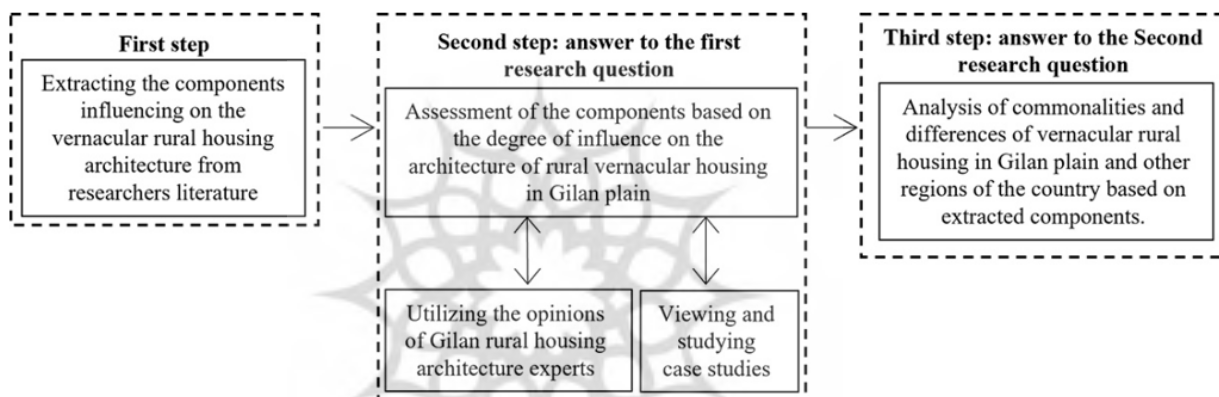 First step
Extracting the components
influencing on the
vernacular rural housing
architecture from
researchers literature
Second step: answer to the first
research question
Assessment of the components based on
the degree of influence on the
architecture of rural vernacular housing
in Gilan plain
Utilizing the opinions
of Gilan rural housing
architecture experts
Viewing and
studying
case studies
Third step: answer to the Second
research question
Analysis of commonalities and
differences of vernacular rural
housing in Gilan plain and other
regions of the country based on
extracted components.